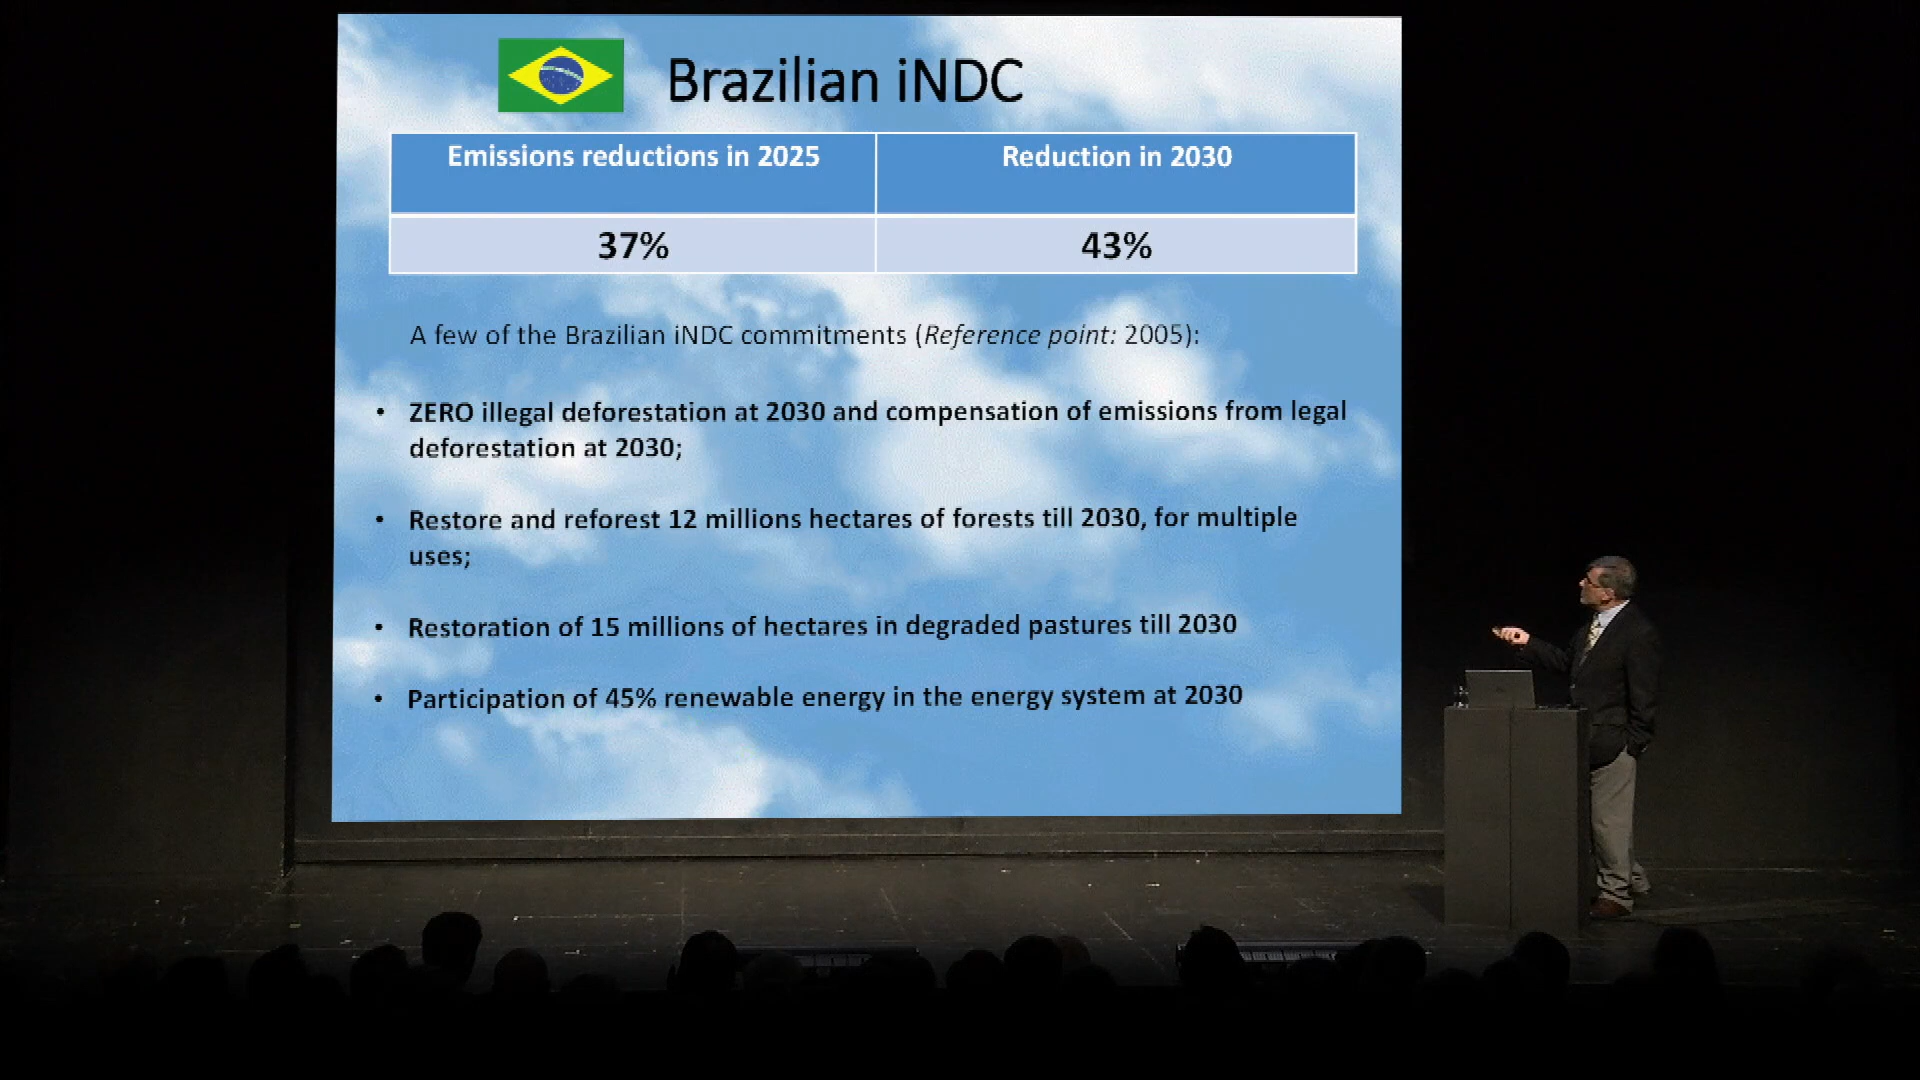 Brazilian iNDC
Emissions reductions in 2025
Reduction in 2030
37%
43%
A few of the Brazilian iNDC commitments (Reference point: 2005):
• ZERO illegal deforestation at 2030 and compensation of emissions from legal
deforestation at 2030;
• Restore and reforest 12 millions hectares of forests till 2030, for multiple
uses;
• Restoration of 15 millions of hectares in degraded pastures till 2030
• Participation of 45% renewable energy in the energy system at 2030